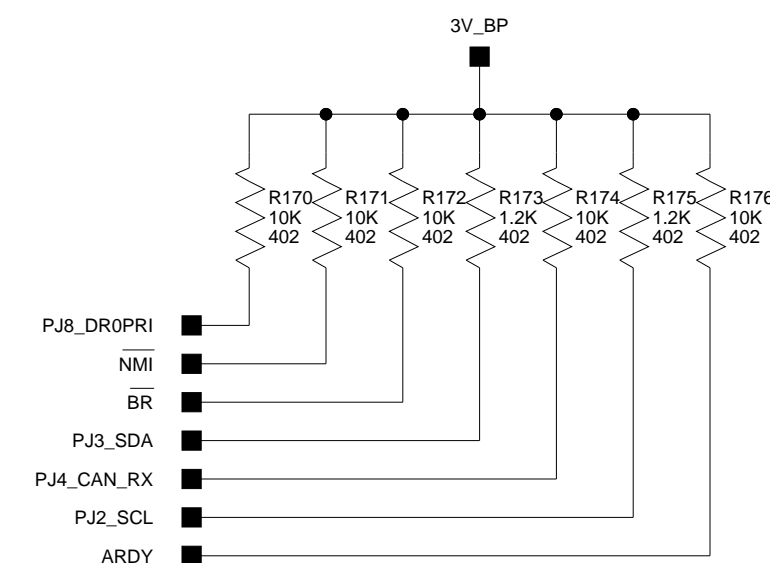 3V_BP
R170
10K
402
R171
10K
402
R172
10K
402
R173
1.2K
402
R174
10K
402
R175
1.2K
402
R176
10K
402
PJ8_DR0PRI
NMI
BR
PJ3_SDA
PJ4_CAN_RX
PJ2_SCL
ARDY